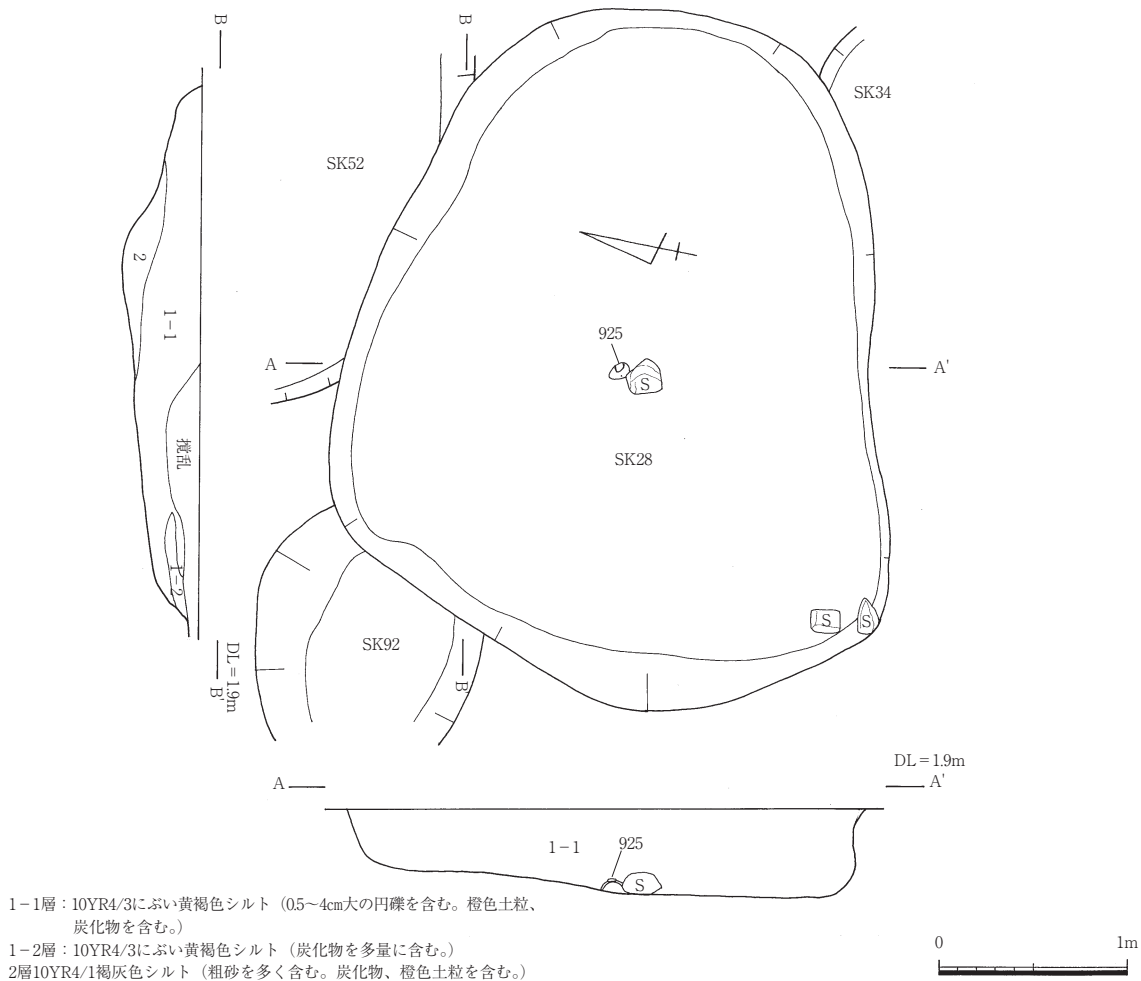 B
B
SK34
SK52
2
1-1
925
A
A'
S
撹乱
SK28
1-2
S
S
SK92
DL=1.9m
B'
B'
DL=1.9m
A
A'
1-1
925
S
1-1層:10YR4/3にぶい黄褐色シルト(0.5~4㎝大の円礫を含む。橙色土粒、
炭化物を含む。)
1-2層:10YR4/3にぶい黄褐色シルト(炭化物を多量に含む。)
2層10YR4/1褐灰色シルト(粗砂を多く含む。炭化物、橙色土粒を含む。)
0
1m